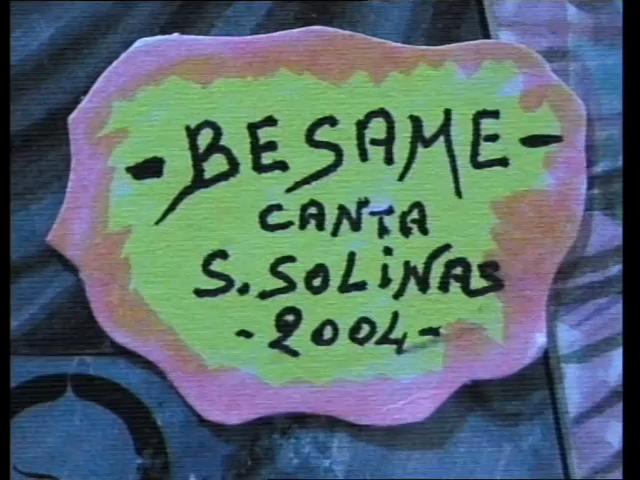 - BESAME -
CANTA
S. SOLiNAS
- 2004 -